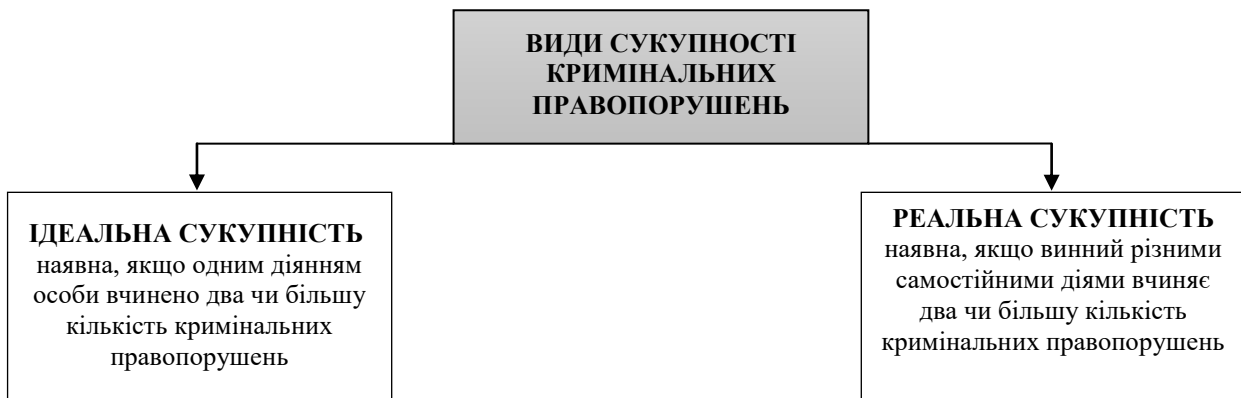 ВИДИ СУКУПНОСТІ
КРИМІНАЛЬНИХ
ПРАВОПОРУШЕНЬ
ІДЕАЛЬНА СУКУПНІСТЬ
наявна, якщо одним діянням
особи вчинено два чи більшу
кількість кримінальних
правопорушень
РЕАЛЬНА СУКУПНІСТЬ
наявна, якщо винний різними
самостійними діями вчиняє
два чи більшу кількість
кримінальних правопорушень